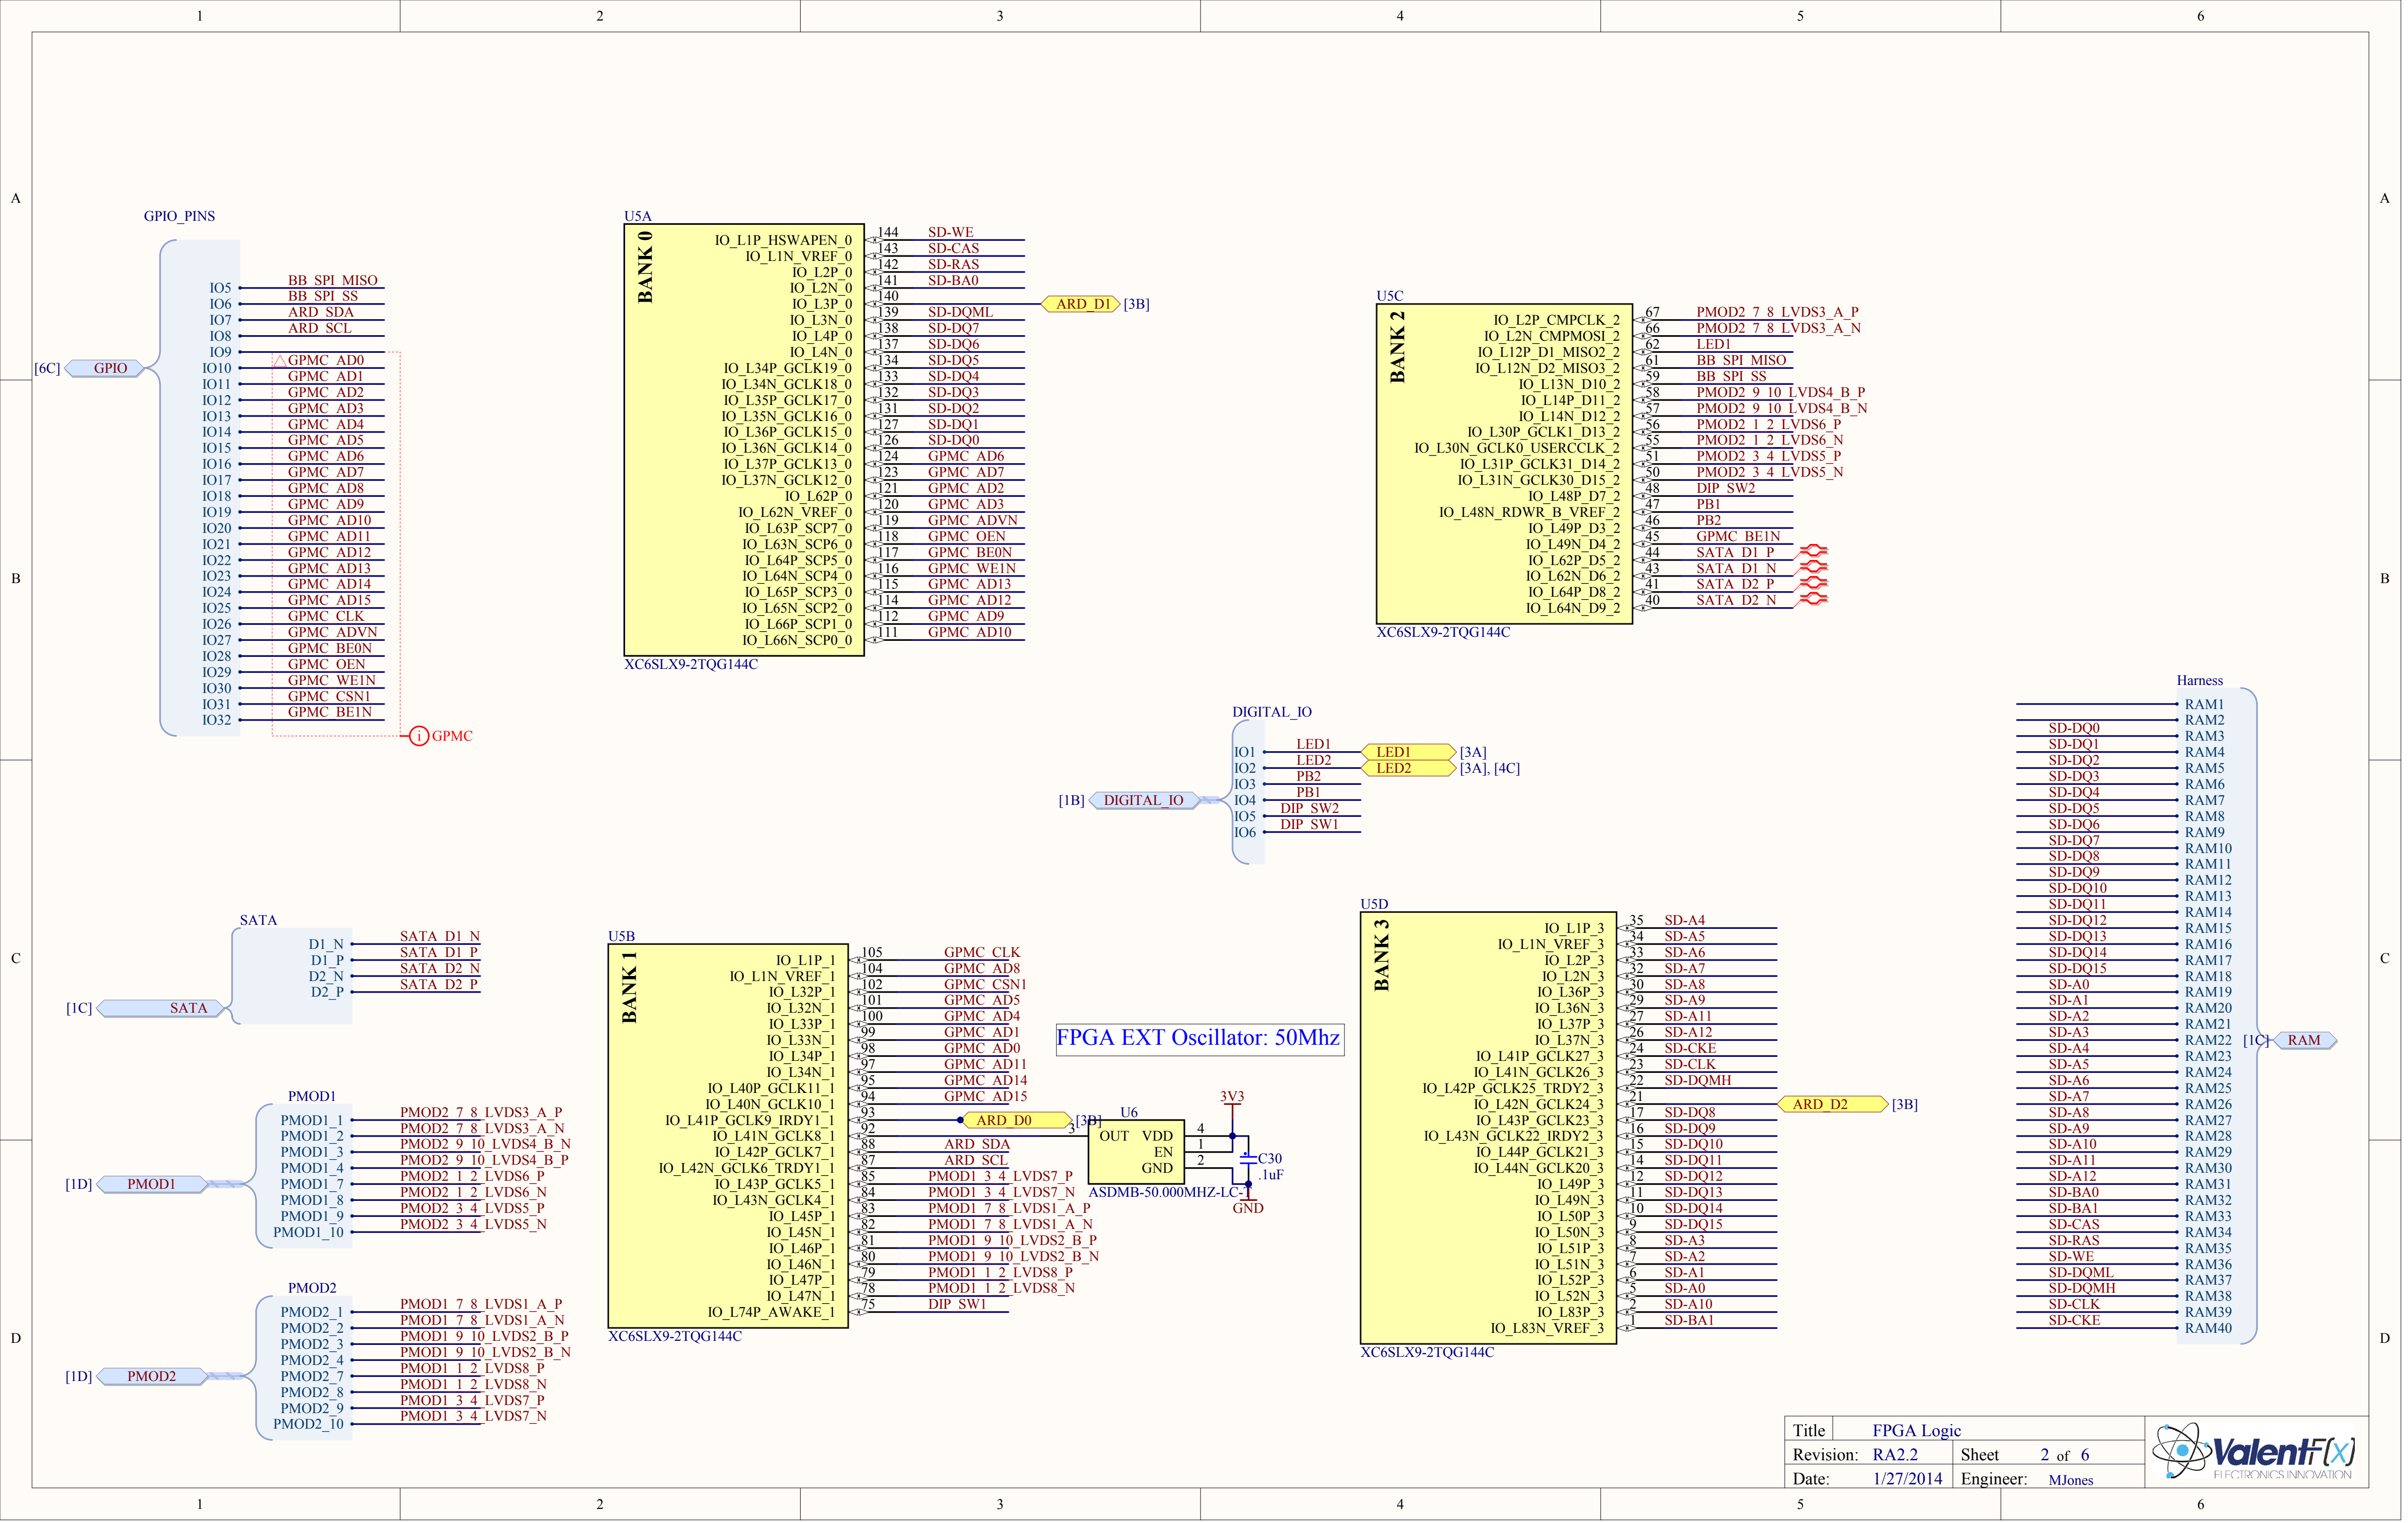 1 2 3 4 5 6
A
B
C
D
GPIO_PINS
[6C] GPIO
IO5 BB_SPI_MISO
IO6 BB_SPI_SS
IO7 ARD_SDA
IO8 ARD_SCL
IO9
IO10 GPMC_AD0
IO11 GPMC_AD1
IO12 GPMC_AD2
IO13 GPMC_AD3
IO14 GPMC_AD4
IO15 GPMC_AD5
IO16 GPMC_AD6
IO17 GPMC_AD7
IO18 GPMC_AD8
IO19 GPMC_AD9
IO20 GPMC_AD10
IO21 GPMC_AD11
IO22 GPMC_AD12
IO23 GPMC_AD13
IO24 GPMC_AD14
IO25 GPMC_AD15
IO26 GPMC_CLK
IO27 GPMC_ADVN
IO28 GPMC_BE0N
IO29 GPMC_OEN
IO30 GPMC_WE1N
IO31 GPMC_CSN1
IO32 GPMC_BE1N
i GPMC
U5A
BANK 0
IO_L1P_HSWAPEN_0 144 SD-WE
IO_L1N_VREF_0 143 SD-CAS
IO_L2P_0 142 SD-RAS
IO_L2N_0 141 SD-BA0
IO_L3P_0 140 ARD_D1 [3B]
IO_L3N_0 139 SD-DQML
IO_L4P_0 138 SD-DQ7
IO_L4N_0 137 SD-DQ6
IO_L34P_GCLK19_0 134 SD-DQ5
IO_L34N_GCLK18_0 133 SD-DQ4
IO_L35P_GCLK17_0 132 SD-DQ3
IO_L35N_GCLK16_0 131 SD-DQ2
IO_L36P_GCLK15_0 127 SD-DQ1
IO_L36N_GCLK14_0 126 SD-DQ0
IO_L37P_GCLK13_0 124 GPMC_AD6
IO_L37N_GCLK12_0 123 GPMC_AD7
IO_L62P_0 121 GPMC_AD2
IO_L62N_VREF_0 120 GPMC_AD3
IO_L63P_SCP7_0 119 GPMC_ADVN
IO_L63N_SCP6_0 118 GPMC_OEN
IO_L64P_SCP5_0 117 GPMC_BE0N
IO_L64N_SCP4_0 116 GPMC_WE1N
IO_L65P_SCP3_0 115 GPMC_AD13
IO_L65N_SCP2_0 114 GPMC_AD12
IO_L66P_SCP1_0 112 GPMC_AD9
IO_L66N_SCP0_0 111 GPMC_AD10
XC6SLX9-2TQG144C
U5C
BANK 2
IO_L2P_CMPCLK_2 67 PMOD2_7_8_LVDS3_A_P
IO_L2N_CMPMOSI_2 66 PMOD2_7_8_LVDS3_A_N
IO_L12P_D1_MISO2_2 62 LED1
IO_L12N_D2_MISO3_2 61 BB_SPI_MISO
IO_L13N_D10_2 59 BB_SPI_SS
IO_L14P_D11_2 58 PMOD2_9_10_LVDS4_B_P
IO_L14N_D12_2 57 PMOD2_9_10_LVDS4_B_N
IO_L30P_GCLK1_D13_2 56 PMOD2_1_2_LVDS6_P
IO_L30N_GCLK0_USERCCLK_2 55 PMOD2_1_2_LVDS6_N
IO_L31P_GCLK31_D14_2 51 PMOD2_3_4_LVDS5_P
IO_L31N_GCLK30_D15_2 50 PMOD2_3_4_LVDS5_N
IO_L48P_D7_2 48 DIP_SW2
IO_L48N_RDWR_B_VREF_2 47 PB1
IO_L49P_D3_2 46 PB2
IO_L49N_D4_2 45 GPMC_BE1N
IO_L62P_D5_2 44 SATA_D1_P
IO_L62N_D6_2 43 SATA_D1_N
IO_L64P_D8_2 41 SATA_D2_P
IO_L64N_D9_2 40 SATA_D2_N
XC6SLX9-2TQG144C
DIGITAL_IO
[1B] DIGITAL_IO
IO1 LED1 LED1 [3A]
IO2 LED2 LED2 [3A], [4C]
IO3 PB2
IO4 PB1
IO5 DIP_SW2
IO6 DIP_SW1
Harness
RAM1
RAM2
SD-DQ0 RAM3
SD-DQ1 RAM4
SD-DQ2 RAM5
SD-DQ3 RAM6
SD-DQ4 RAM7
SD-DQ5 RAM8
SD-DQ6 RAM9
SD-DQ7 RAM10
SD-DQ8 RAM11
SD-DQ9 RAM12
SD-DQ10 RAM13
SD-DQ11 RAM14
SD-DQ12 RAM15
SD-DQ13 RAM16
SD-DQ14 RAM17
SD-DQ15 RAM18
SD-A0 RAM19
SD-A1 RAM20
SD-A2 RAM21
SD-A3 RAM22
SD-A4 RAM23
SD-A5 RAM24
SD-A6 RAM25
SD-A7 RAM26
SD-A8 RAM27
SD-A9 RAM28
SD-A10 RAM29
SD-A11 RAM30
SD-A12 RAM31
SD-BA0 RAM32
SD-BA1 RAM33
SD-CAS RAM34
SD-RAS RAM35
SD-WE RAM36
SD-DQML RAM37
SD-DQMH RAM38
SD-CLK RAM39
SD-CKE RAM40
[1C] RAM
SATA
D1_N SATA_D1_N
D1_P SATA_D1_P
D2_N SATA_D2_N
D2_P SATA_D2_P
[1C] SATA
PMOD1
PMOD1_1 PMOD2_7_8_LVDS3_A_P
PMOD1_2 PMOD2_7_8_LVDS3_A_N
PMOD1_3 PMOD2_9_10_LVDS4_B_N
PMOD1_4 PMOD2_9_10_LVDS4_B_P
PMOD1_7 PMOD2_1_2_LVDS6_P
PMOD1_8 PMOD2_1_2_LVDS6_N
PMOD1_9 PMOD2_3_4_LVDS5_P
PMOD1_10 PMOD2_3_4_LVDS5_N
[1D] PMOD1
PMOD2
PMOD2_1 PMOD1_7_8_LVDS1_A_P
PMOD2_2 PMOD1_7_8_LVDS1_A_N
PMOD2_3 PMOD1_9_10_LVDS2_B_P
PMOD2_4 PMOD1_9_10_LVDS2_B_N
PMOD2_7 PMOD1_1_2_LVDS8_P
PMOD2_8 PMOD1_1_2_LVDS8_N
PMOD2_9 PMOD1_3_4_LVDS7_P
PMOD2_10 PMOD1_3_4_LVDS7_N
[1D] PMOD2
U5B
BANK 1
IO_L1P_1 105 GPMC_CLK
IO_L1N_VREF_1 104 GPMC_AD8
IO_L32P_1 102 GPMC_CSN1
IO_L32N_1 101 GPMC_AD5
IO_L33P_1 100 GPMC_AD4
IO_L33N_1 99 GPMC_AD1
IO_L34P_1 98 GPMC_AD0
IO_L34N_1 97 GPMC_AD11
IO_L40P_GCLK11_1 95 GPMC_AD14
IO_L40N_GCLK10_1 94 GPMC_AD15
IO_L41P_GCLK9_IRDY1_1 93 ARD_D0 [3B]
IO_L41N_GCLK8_1 92
IO_L42P_GCLK7_1 88 ARD_SDA
IO_L42N_GCLK6_TRDY1_1 87 ARD_SCL
IO_L43P_GCLK5_1 85 PMOD1_3_4_LVDS7_P
IO_L43N_GCLK4_1 84 PMOD1_3_4_LVDS7_N
IO_L45P_1 83 PMOD1_7_8_LVDS1_A_P
IO_L45N_1 82 PMOD1_7_8_LVDS1_A_N
IO_L46P_1 81 PMOD1_9_10_LVDS2_B_P
IO_L46N_1 80 PMOD1_9_10_LVDS2_B_N
IO_L47P_1 79 PMOD1_1_2_LVDS8_P
IO_L47N_1 78 PMOD1_1_2_LVDS8_N
IO_L74P_AWAKE_1 75 DIP_SW1
XC6SLX9-2TQG144C
FPGA EXT Oscillator: 50Mhz
U6
3V3
3 OUT VDD 4
EN 1
GND 2
C30
.1uF
ASDMB-50.000MHZ-LC-T
GND
U5D
BANK 3
IO_L1P_3 35 SD-A4
IO_L1N_VREF_3 34 SD-A5
IO_L2P_3 33 SD-A6
IO_L2N_3 32 SD-A7
IO_L36P_3 30 SD-A8
IO_L36N_3 29 SD-A9
IO_L37P_3 27 SD-A11
IO_L37N_3 26 SD-A12
IO_L41P_GCLK27_3 24 SD-CKE
IO_L41N_GCLK26_3 23 SD-CLK
IO_L42P_GCLK25_TRDY2_3 22 SD-DQMH
IO_L42N_GCLK24_3 21 ARD_D2 [3B]
IO_L43P_GCLK23_3 17 SD-DQ8
IO_L43N_GCLK22_IRDY2_3 16 SD-DQ9
IO_L44P_GCLK21_3 15 SD-DQ10
IO_L44N_GCLK20_3 14 SD-DQ11
IO_L49P_3 12 SD-DQ12
IO_L49N_3 11 SD-DQ13
IO_L50P_3 10 SD-DQ14
IO_L50N_3 9 SD-DQ15
IO_L51P_3 8 SD-A3
IO_L51N_3 7 SD-A2
IO_L52P_3 6 SD-A1
IO_L52N_3 5 SD-A0
IO_L83P_3 2 SD-A10
IO_L83N_VREF_3 1 SD-BA1
XC6SLX9-2TQG144C
Title FPGA Logic
Revision: RA2.2 Sheet 2 of 6
Date: 1/27/2014 Engineer: MJones
ValentF(x)
ELECTRONICS INNOVATION
A
B
C
D
1 2 3 4 5 6